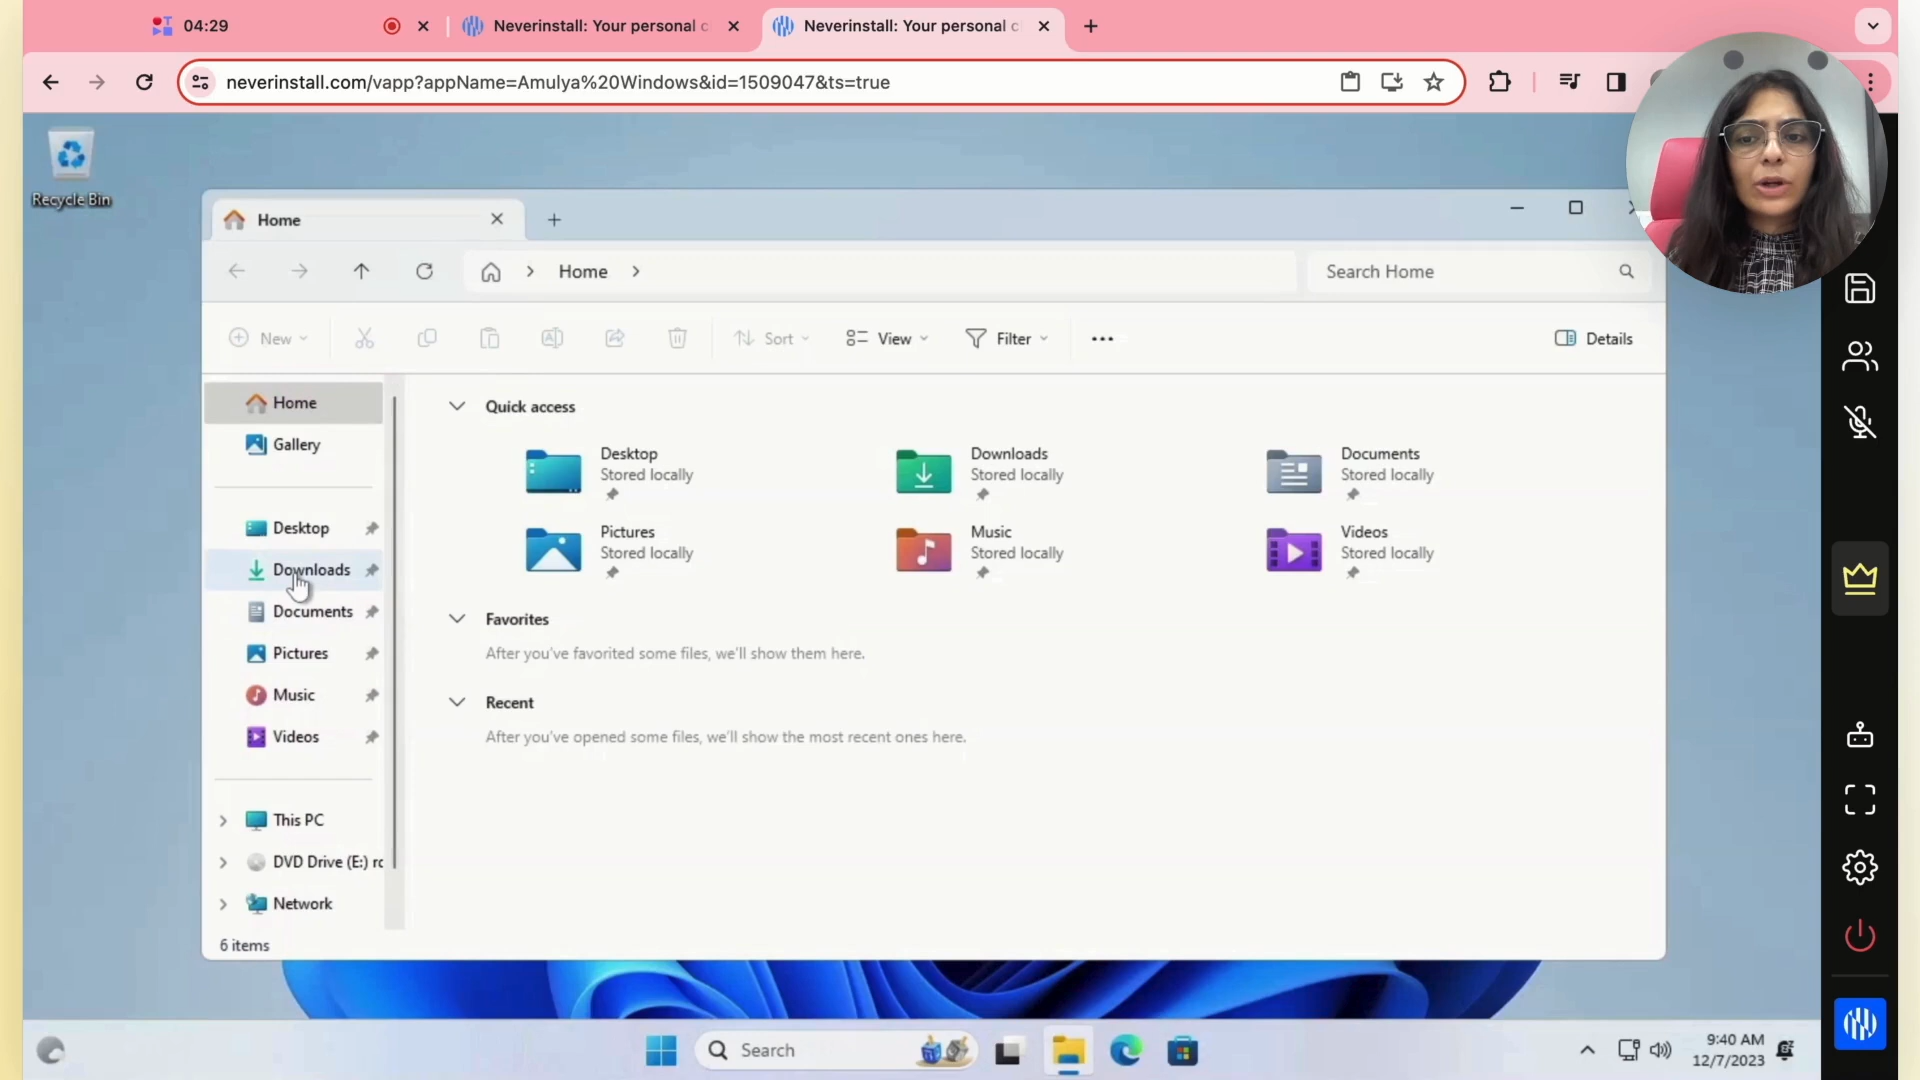 04:29
Neverinstall: Your personal c
Neverinstall: Your personal c
neverinstall.com/vapp?appName=Amulya%20Windows&id=1509047&ts=true
Recycle Bin
Home
Home
Search Home
New
Sort
View
Filter
Details
Home
Gallery
Desktop
Downloads
Documents
Pictures
Music
Videos
This PC
DVD Drive (E:) rc
Network
6 items
Quick access
Desktop
Stored locally
Downloads
Stored locally
Documents
Stored locally
Pictures
Stored locally
Music
Stored locally
Videos
Stored locally
Favorites
After you've favorited some files, we'll show them here.
Recent
After you've opened some files, we'll show the most recent ones here.
Search
9:40 AM
12/7/2023